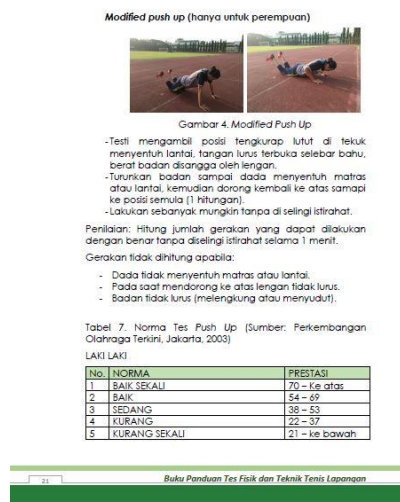 Modified push up (hanya untuk perempuan)
Gambar 4. Modified Push Up
-Testi mengambil posisi tengkurap lutut di tekuk
menyentuh lantai, tangan lurus terbuka selebar bahu,
berat badan disangga oleh lengan.
-Turunkan badan sampai dada menyentuh matras
atau lantai, kemudian dorong kembali ke atas samapi
ke posisi semula (1 hitungan).
-Lakukan sebanyak mungkin tanpa di selingi istirahat.
Penilaian: Hitung jumlah gerakan yang dapat dilakukan
dengan benar tanpa diselingi istirahat selama 1 menit.
Gerakan tidak dihitung apabila:
- Dada tidak menyentuh matras atau lantai.
- Pada saat mendorong ke atas lengan tidak lurus.
- Badan tidak lurus (melengkung atau menyudut).
Tabel 7. Norma Tes Push Up (Sumber: Perkembangan
Olahraga Terkini, Jakarta, 2003)
LAKI LAKI
No. NORMA PRESTASI
1 BAIK SEKALI 70 – Ke atas
2 BAIK 54 – 69
3 SEDANG 38 – 53
4 KURANG 22 – 37
5 KURANG SEKALI 21 – ke bawah
21 Buku Panduan Tes Fisik dan Teknik Tenis Lapangan